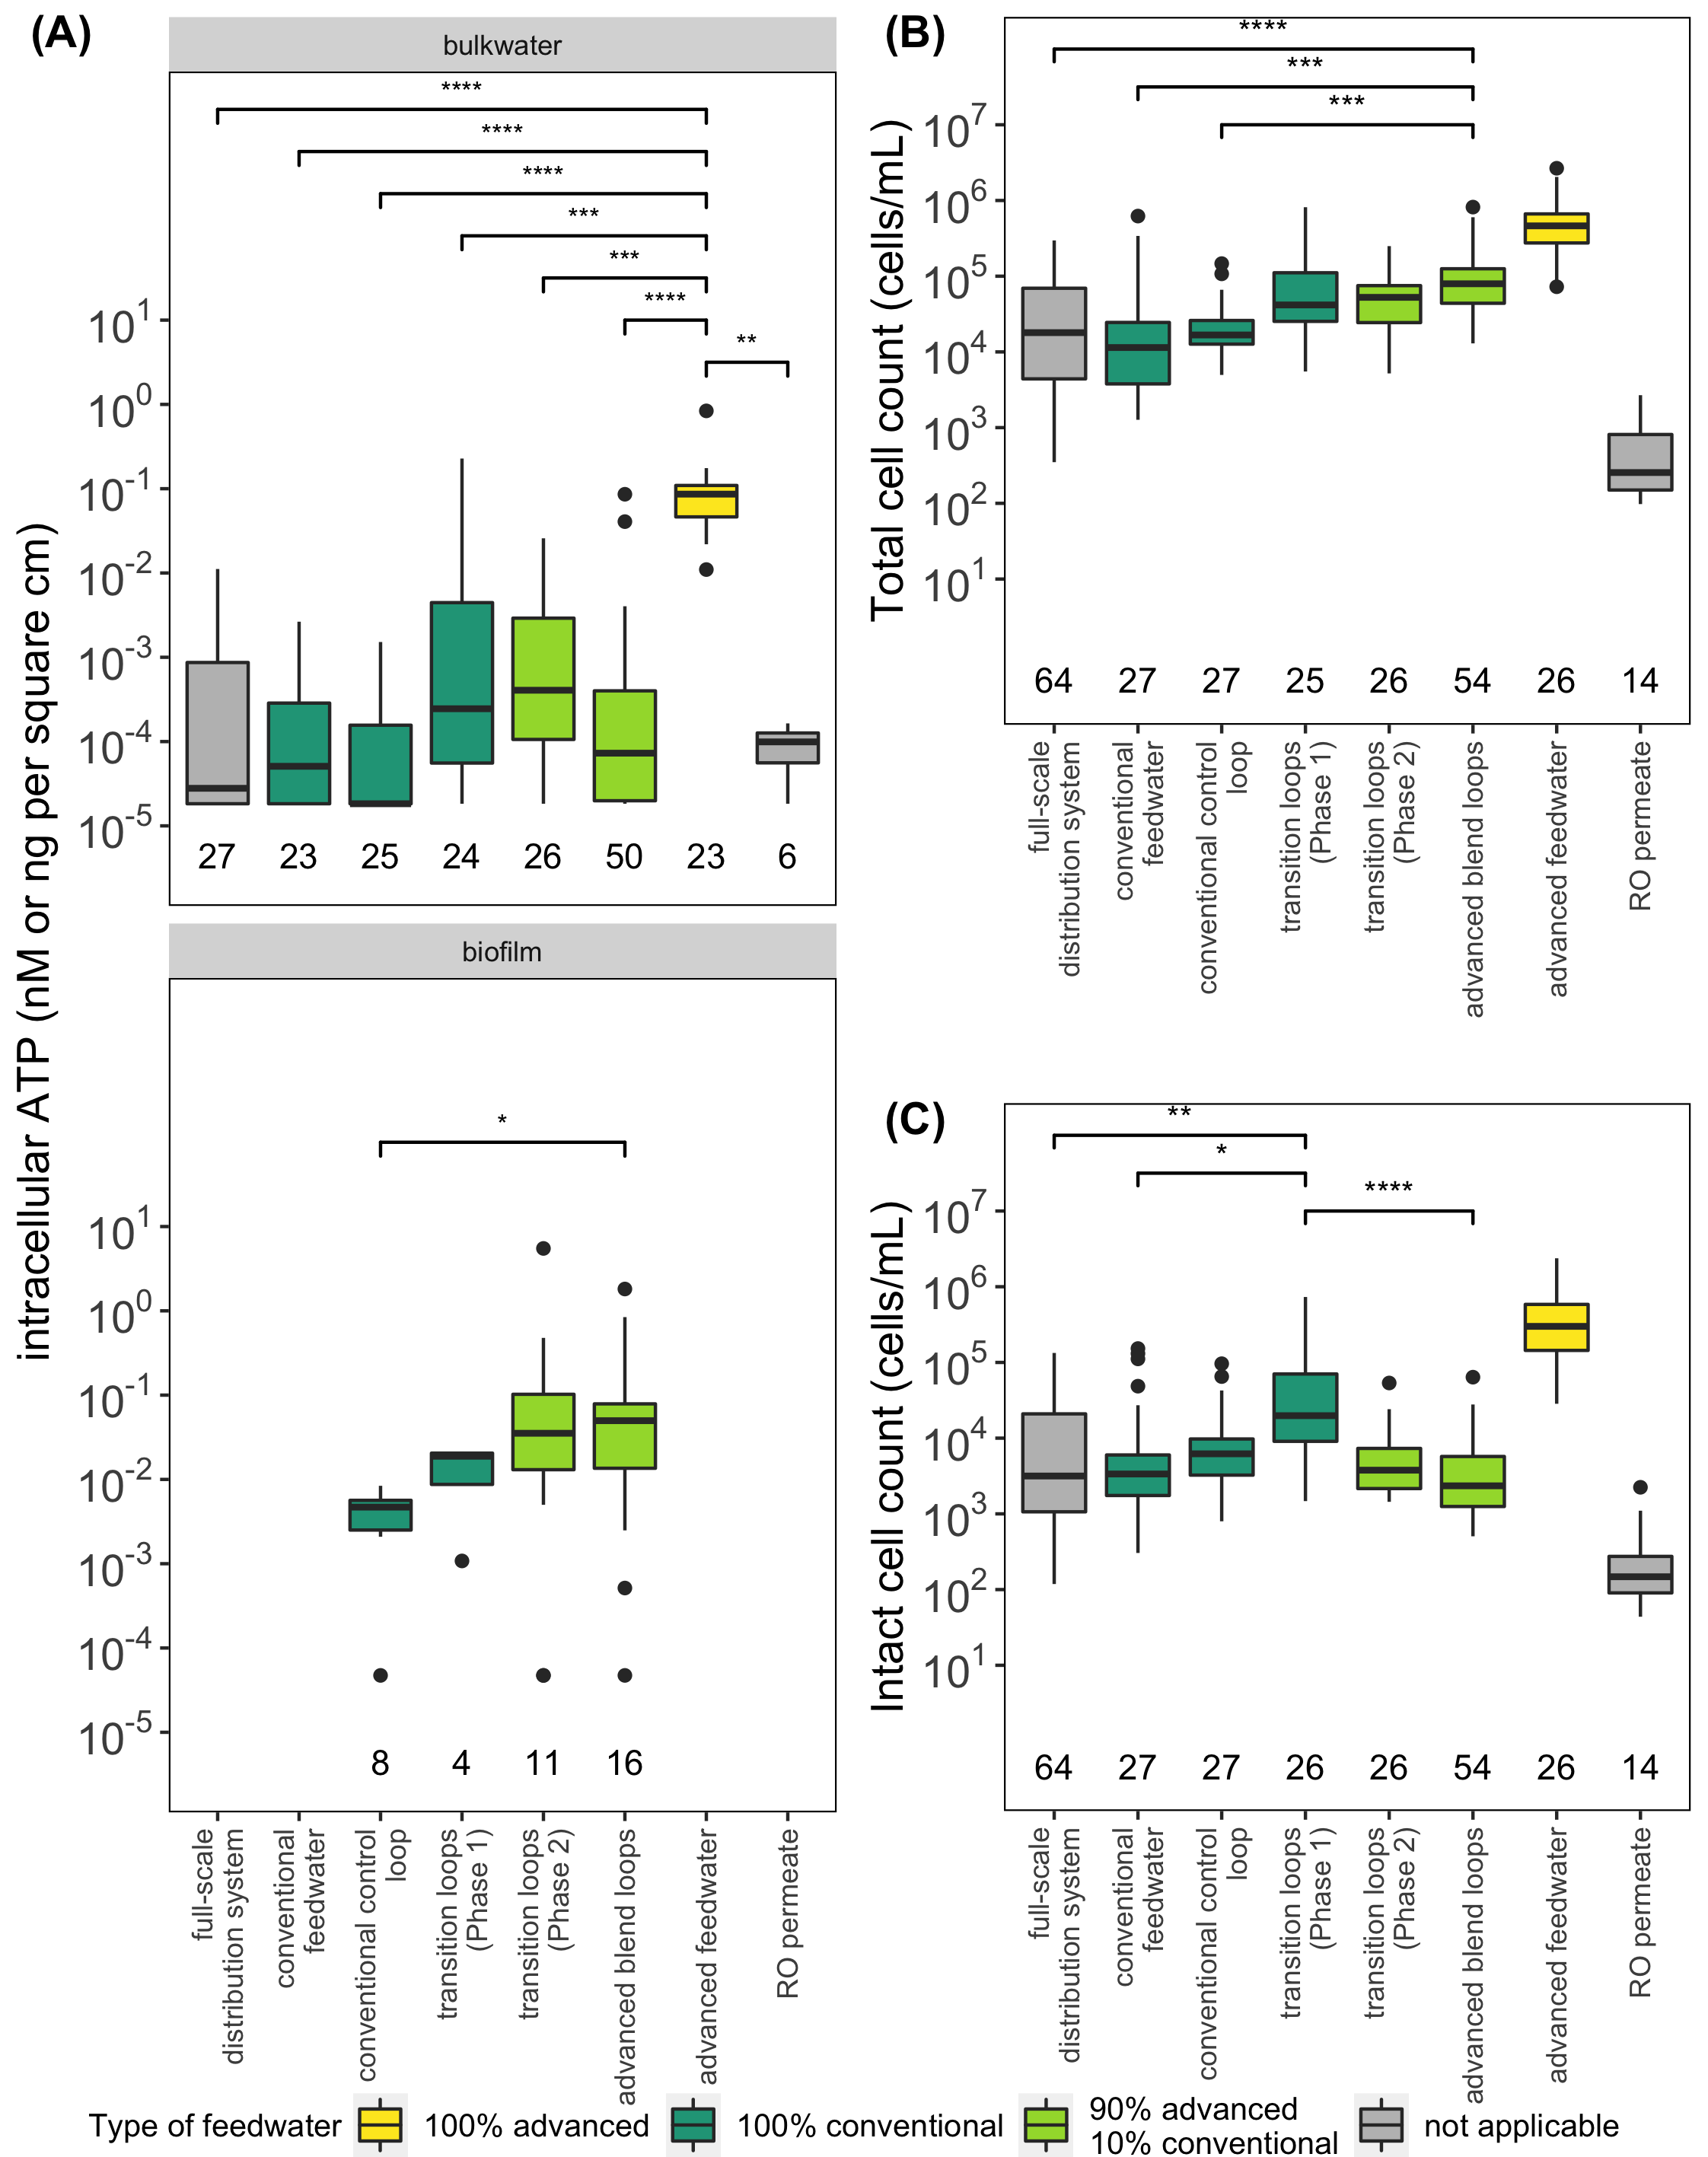 (A)
bulkwater
****
****
****
***
***
****
**
10^1
10^0
10^-1
10^-2
10^-3
10^-4
10^-5
27 23 25 24 26 50 23 6
biofilm
*
10^1
10^0
10^-1
10^-2
10^-3
10^-4
10^-5
8 4 11 16
intracellular ATP (nM or ng per square cm)
full-scale
distribution system
conventional
feedwater
conventional control
loop
transition loops
(Phase 1)
transition loops
(Phase 2)
advanced blend loops
advanced feedwater
RO permeate
(B)
****
***
***
Total cell count (cells/mL)
10^7
10^6
10^5
10^4
10^3
10^2
10^1
64 27 27 25 26 54 26 14
full-scale
distribution system
conventional
feedwater
conventional control
loop
transition loops
(Phase 1)
transition loops
(Phase 2)
advanced blend loops
advanced feedwater
RO permeate
(C)
**
*
****
Intact cell count (cells/mL)
10^7
10^6
10^5
10^4
10^3
10^2
10^1
64 27 27 26 26 54 26 14
full-scale
distribution system
conventional
feedwater
conventional control
loop
transition loops
(Phase 1)
transition loops
(Phase 2)
advanced blend loops
advanced feedwater
RO permeate
Type of feedwater
100% advanced
100% conventional
90% advanced
10% conventional
not applicable